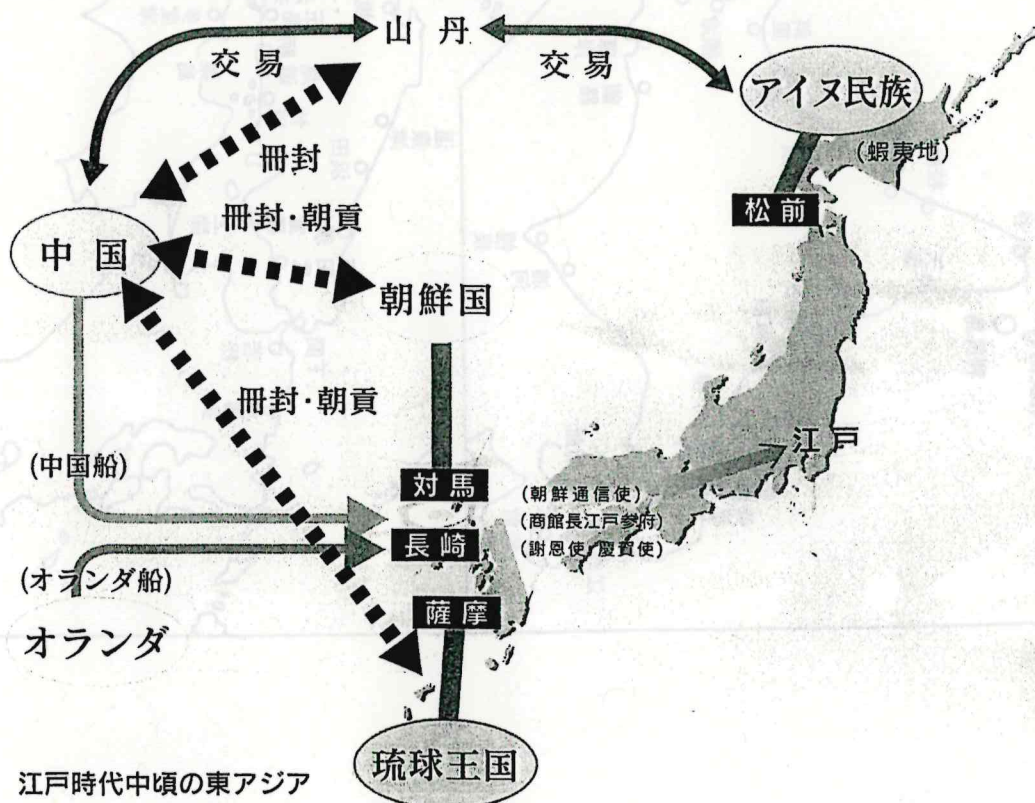 山丹
交易
交易
アイヌ民族
(蝦夷地)
冊封
松前
冊封・朝貢
中国
朝鮮国
冊封・朝貢
江戸
(中国船)
対馬
(朝鮮通信使)
(商館長江戸参府)
長崎
(謝恩使・慶賀使)
(オランダ船)
薩摩
オランダ
琉球王国
江戸時代中頃の東アジア